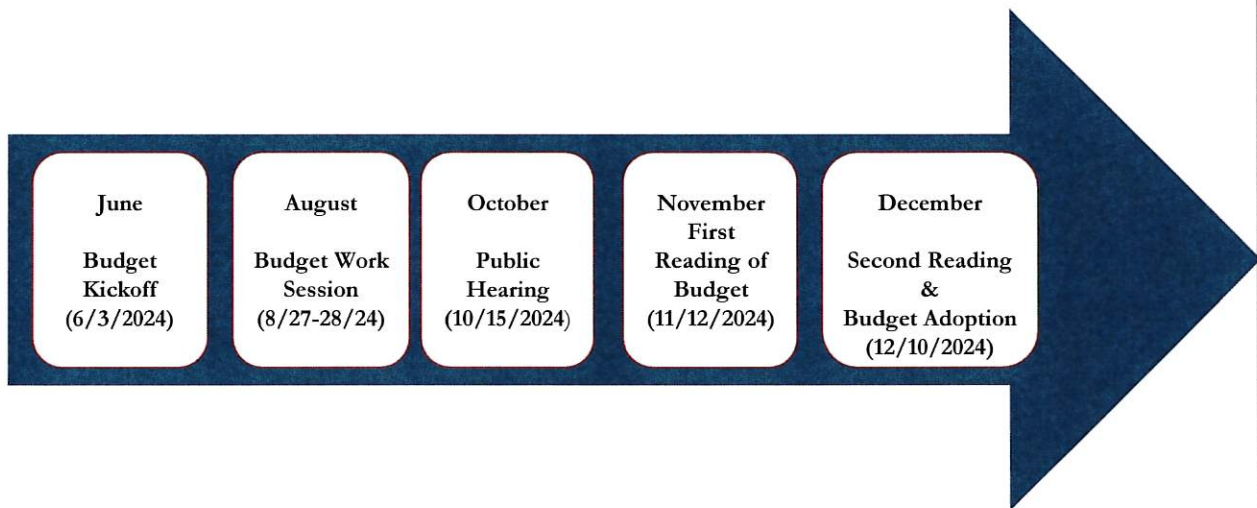 June
Budget
Kickoff
(6/3/2024)
August
Budget Work
Session
(8/27-28/24)
October
Public
Hearing
(10/15/2024)
November
First
Reading of
Budget
(11/12/2024)
December
Second Reading
&
Budget Adoption
(12/10/2024)